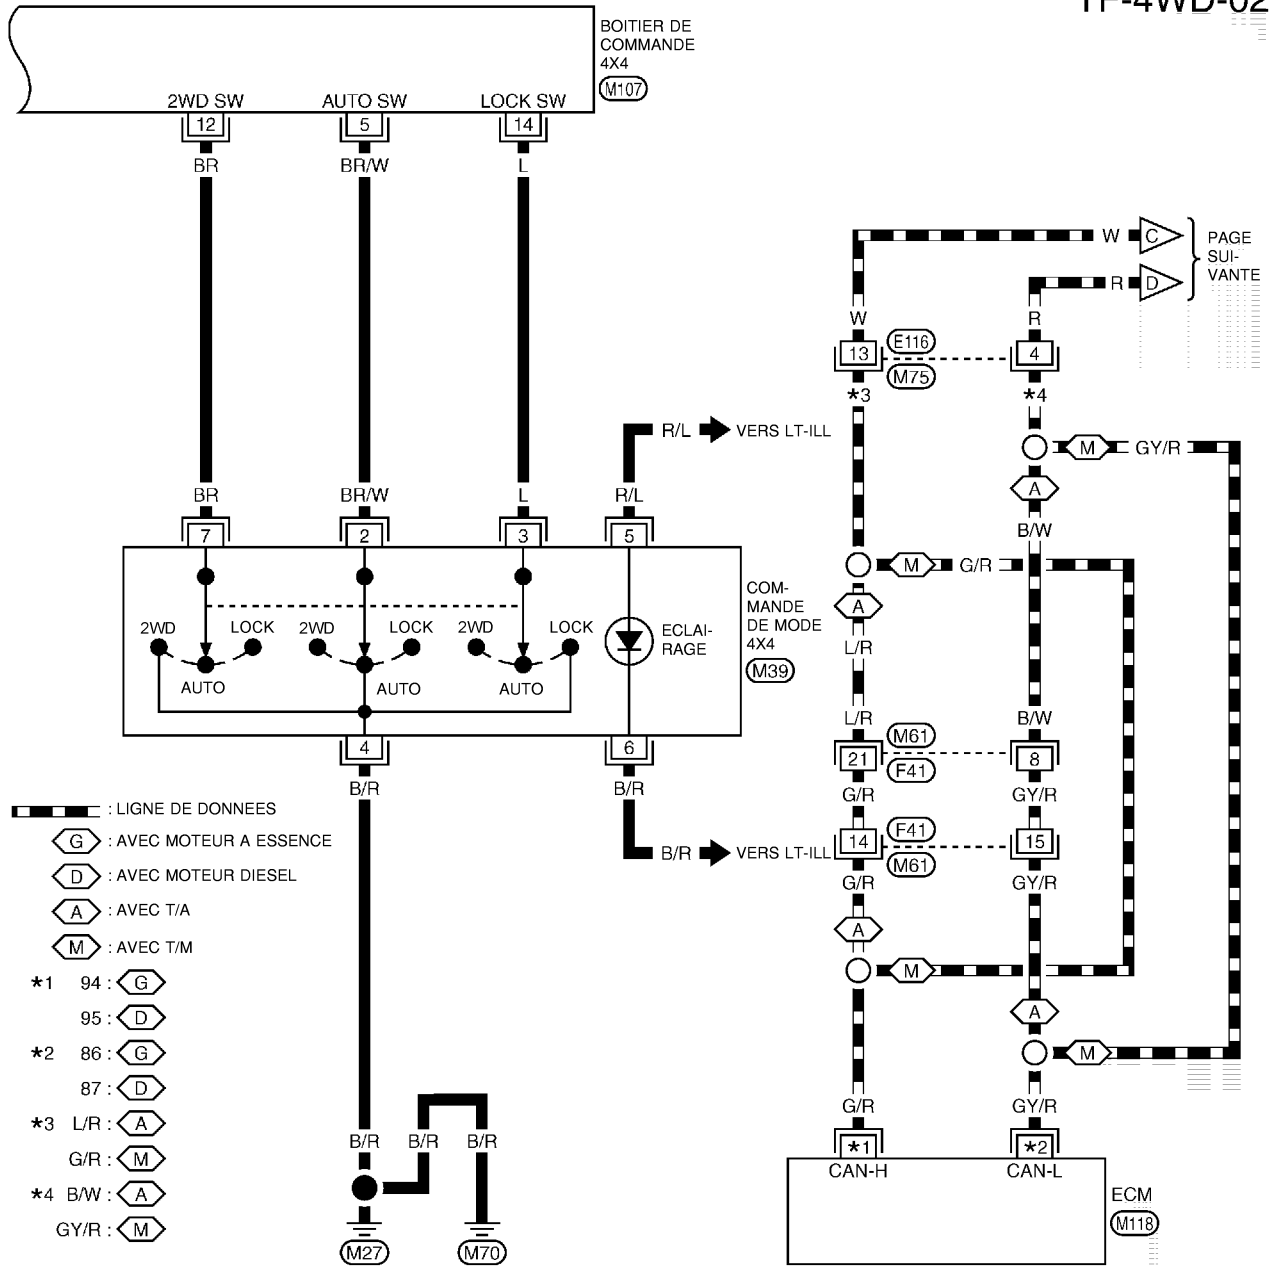 TF-4WD-02
BOITIER DE
COMMANDE
4X4
M107
2WD SW
AUTO SW
LOCK SW
12
5
14
BR
BR/W
L
W
C
PAGE
SUI-
VANTE
R
D
W
R
13
E116
M75
4
*3
*4
R/L
VERS LT-ILL
M
GY/R
A
BR
BR/W
L
R/L
7
2
3
5
B/W
M
G/R
A
2WD
LOCK
AUTO
2WD
LOCK
AUTO
2WD
LOCK
AUTO
ECLAI-
RAGE
COM-
MANDE
DE MODE
4X4
M39
L/R
L/R
B/W
4
6
21
M61
F41
8
B/R
B/R
G/R
GY/R
B/R
VERS LT-ILL
14
F41
M61
15
G/R
GY/R
A
M
A
M
: LIGNE DE DONNEES
G : AVEC MOTEUR A ESSENCE
D : AVEC MOTEUR DIESEL
A : AVEC T/A
M : AVEC T/M
*1 94 : G
95 : D
*2 86 : G
87 : D
*3 L/R : A
G/R : M
*4 B/W : A
GY/R : M
B/R
B/R
B/R
M27
M70
G/R
GY/R
*1
*2
CAN-H
CAN-L
ECM
M118